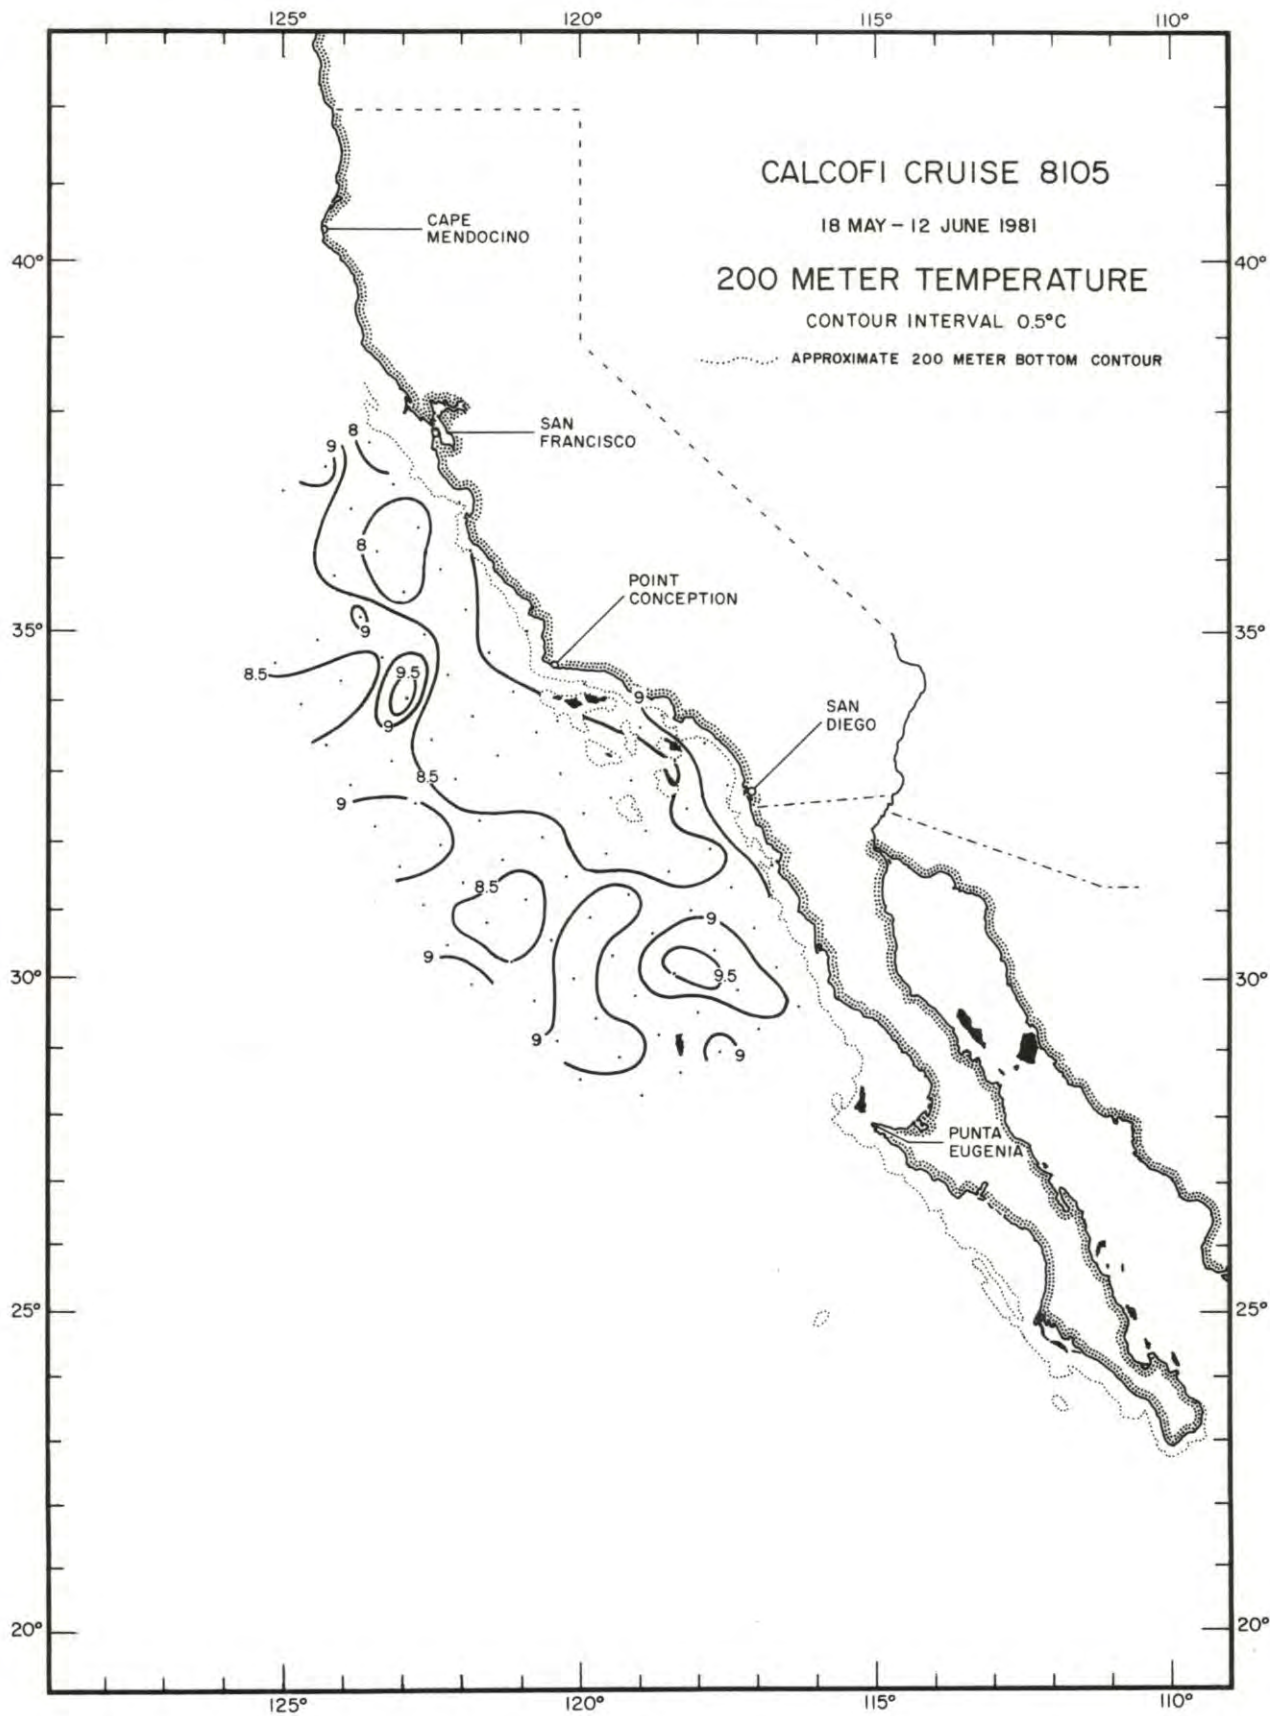 125° 120° 115° 110°
CALCOFI CRUISE 8105
18 MAY – 12 JUNE 1981
CAPE
MENDOCINO
40° 40°
200 METER TEMPERATURE
CONTOUR INTERVAL 0.5°C
APPROXIMATE 200 METER BOTTOM CONTOUR
SAN
FRANCISCO
8
9
8
POINT
CONCEPTION
35° 35°
9
8.5
9.5
9
9
SAN
DIEGO
8.5
9
8.5
9
9
30° 30°
9.5
9
9
PUNTA
EUGENIA
25° 25°
20° 20°
125° 120° 115° 110°